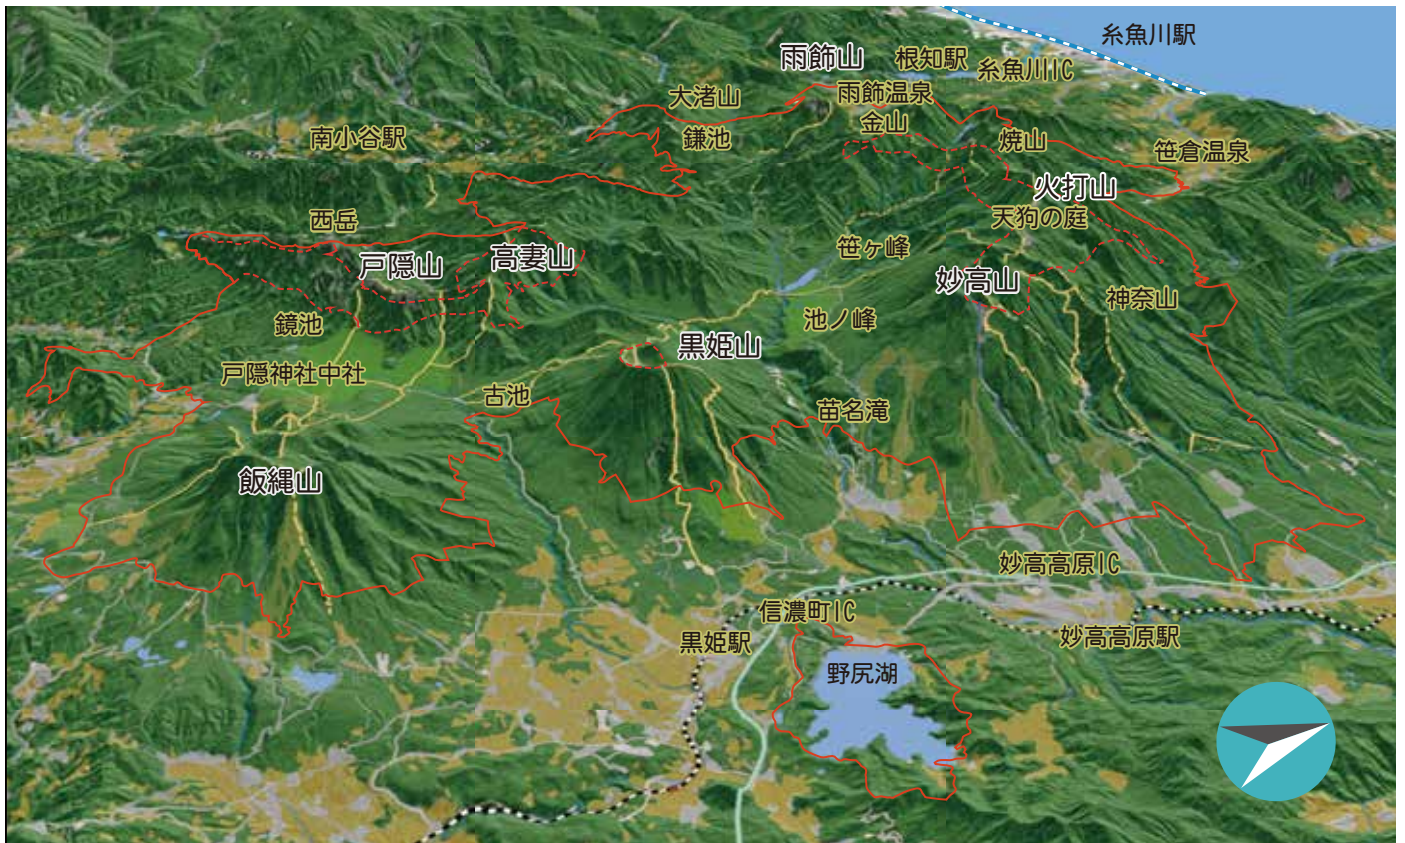 糸魚川駅
雨飾山
根知駅
糸魚川IC
大渚山
雨飾温泉
金山
南小谷駅
鎌池
焼山
笹倉温泉
火打山
西岳
天狗の庭
笹ヶ峰
高妻山
戸隠山
妙高山
神奈山
鏡池
池ノ峰
黒姫山
戸隠神社中社
古池
苗名滝
飯縄山
妙高高原IC
信濃町IC
妙高高原駅
黒姫駅
野尻湖